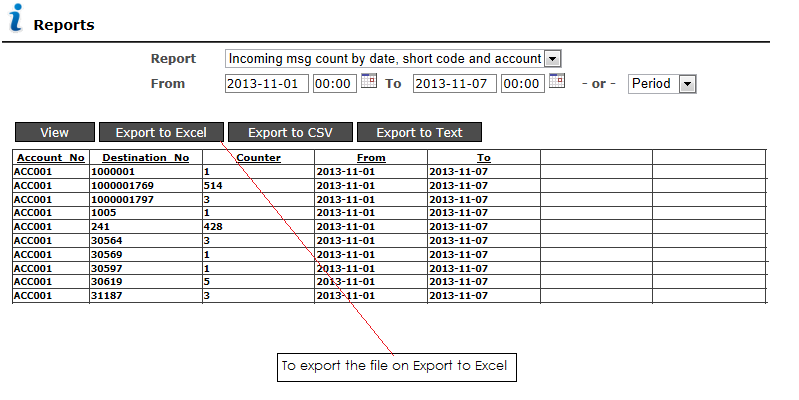 Reports
Report Incoming msg count by date, short code and account
From 2013-11-01 00:00 To 2013-11-07 00:00 - or - Period
View Export to Excel Export to CSV Export to Text
Account_No Destination_No Counter From To
ACC001 1000001 1 2013-11-01 2013-11-07
ACC001 1000001769 514 2013-11-01 2013-11-07
ACC001 1000001797 3 2013-11-01 2013-11-07
ACC001 1005 1 2013-11-01 2013-11-07
ACC001 241 428 2013-11-01 2013-11-07
ACC001 30564 3 2013-11-01 2013-11-07
ACC001 30569 1 2013-11-01 2013-11-07
ACC001 30597 1 2013-11-01 2013-11-07
ACC001 30619 5 2013-11-01 2013-11-07
ACC001 31187 3 2013-11-01 2013-11-07
To export the file on Export to Excel